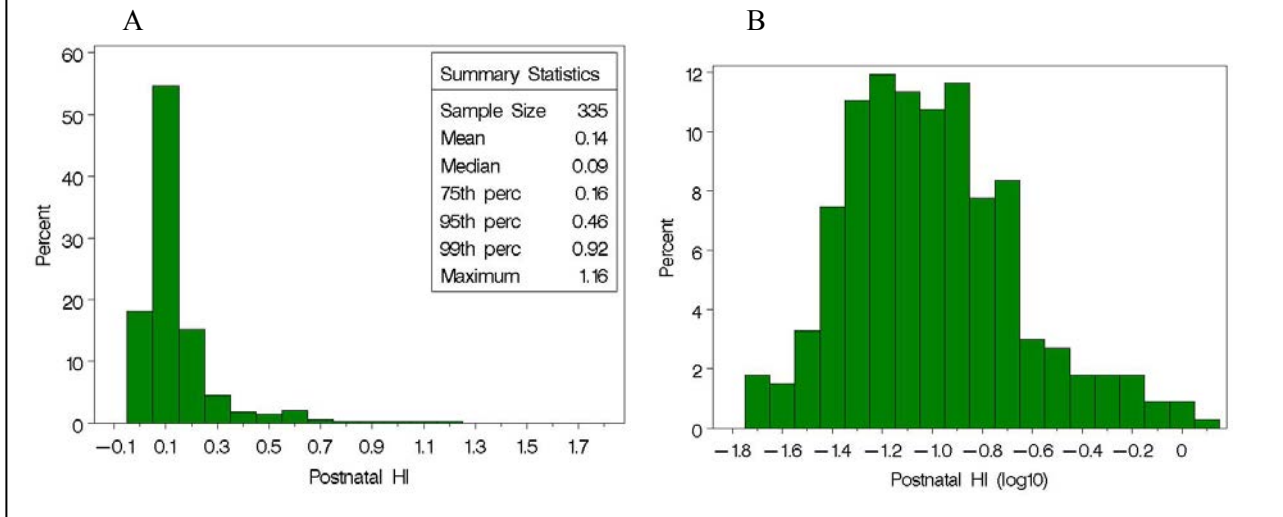 A
60
50
40
30
20
10
0
Percent
Summary Statistics
Sample Size 335
Mean 0.14
Median 0.09
75th perc 0.16
95th perc 0.46
99th perc 0.92
Maximum 1.16
−0.1 0.1 0.3 0.5 0.7 0.9 1.1 1.3 1.5 1.7
Postnatal HI
B
12
10
8
6
4
2
0
Percent
−1.8 −1.6 −1.4 −1.2 −1.0 −0.8 −0.6 −0.4 −0.2 0
Postnatal HI (log10)